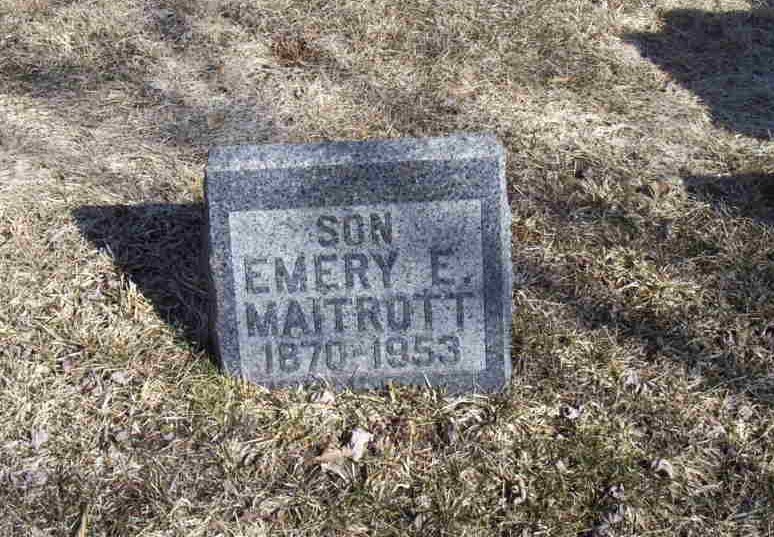 SON
EMERY E.
MAITROTT
1870-1953